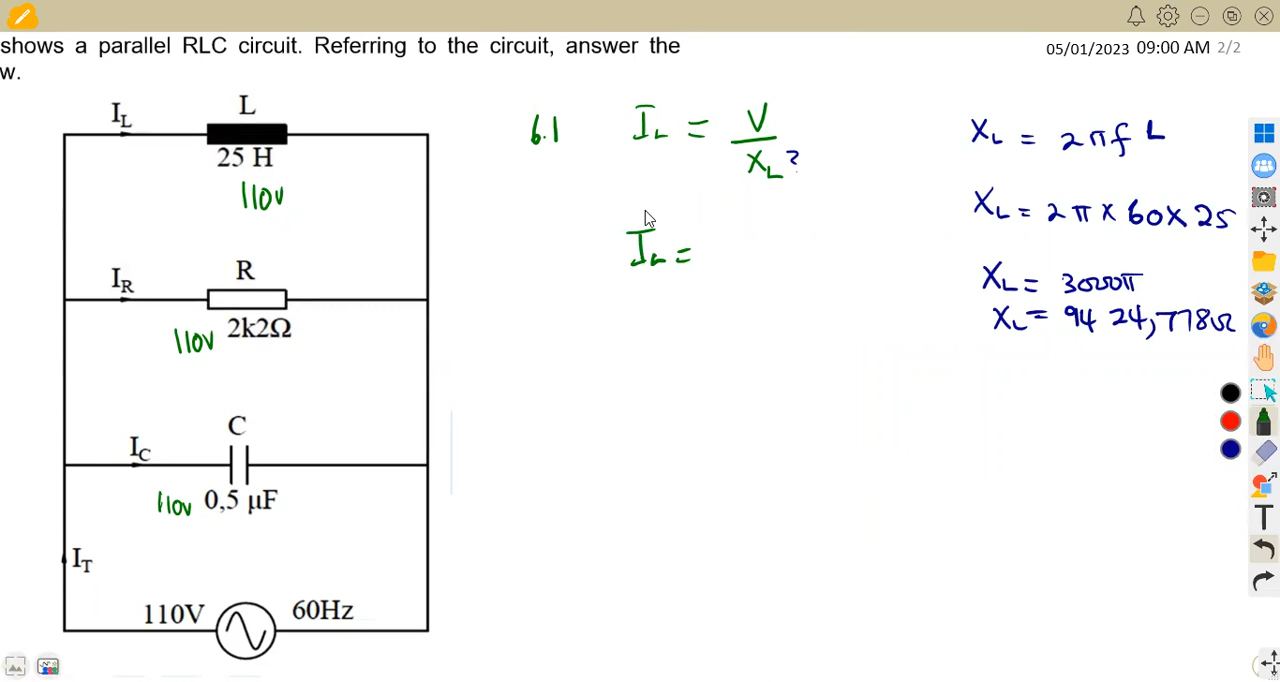 shows a parallel RLC circuit. Referring to the circuit, answer the
w.
05/01/2023 09:00 AM 2/2
I_L
L
25 H
110V
I_R
R
110V
2k2Ω
I_C
C
110V
0,5 μF
I_T
110V
60Hz
6.1
I_L = V / X_L ?
I_L =
X_L = 2πf L
X_L = 2π × 60 × 25
X_L = 3000π
X_L = 94 24,778Ω
T